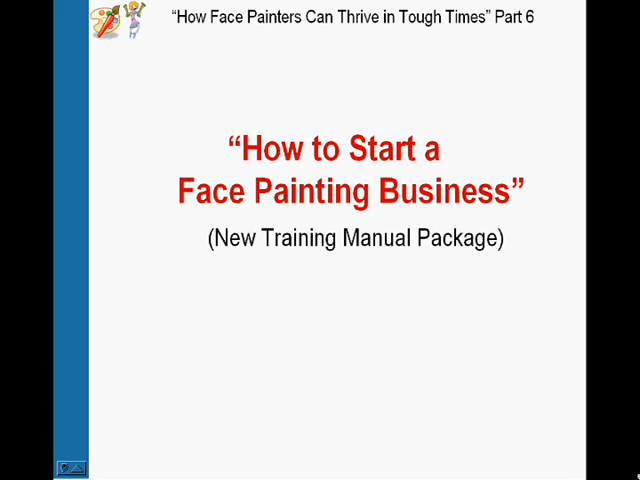 “How Face Painters Can Thrive in Tough Times” Part 6
“How to Start a
Face Painting Business”
(New Training Manual Package)